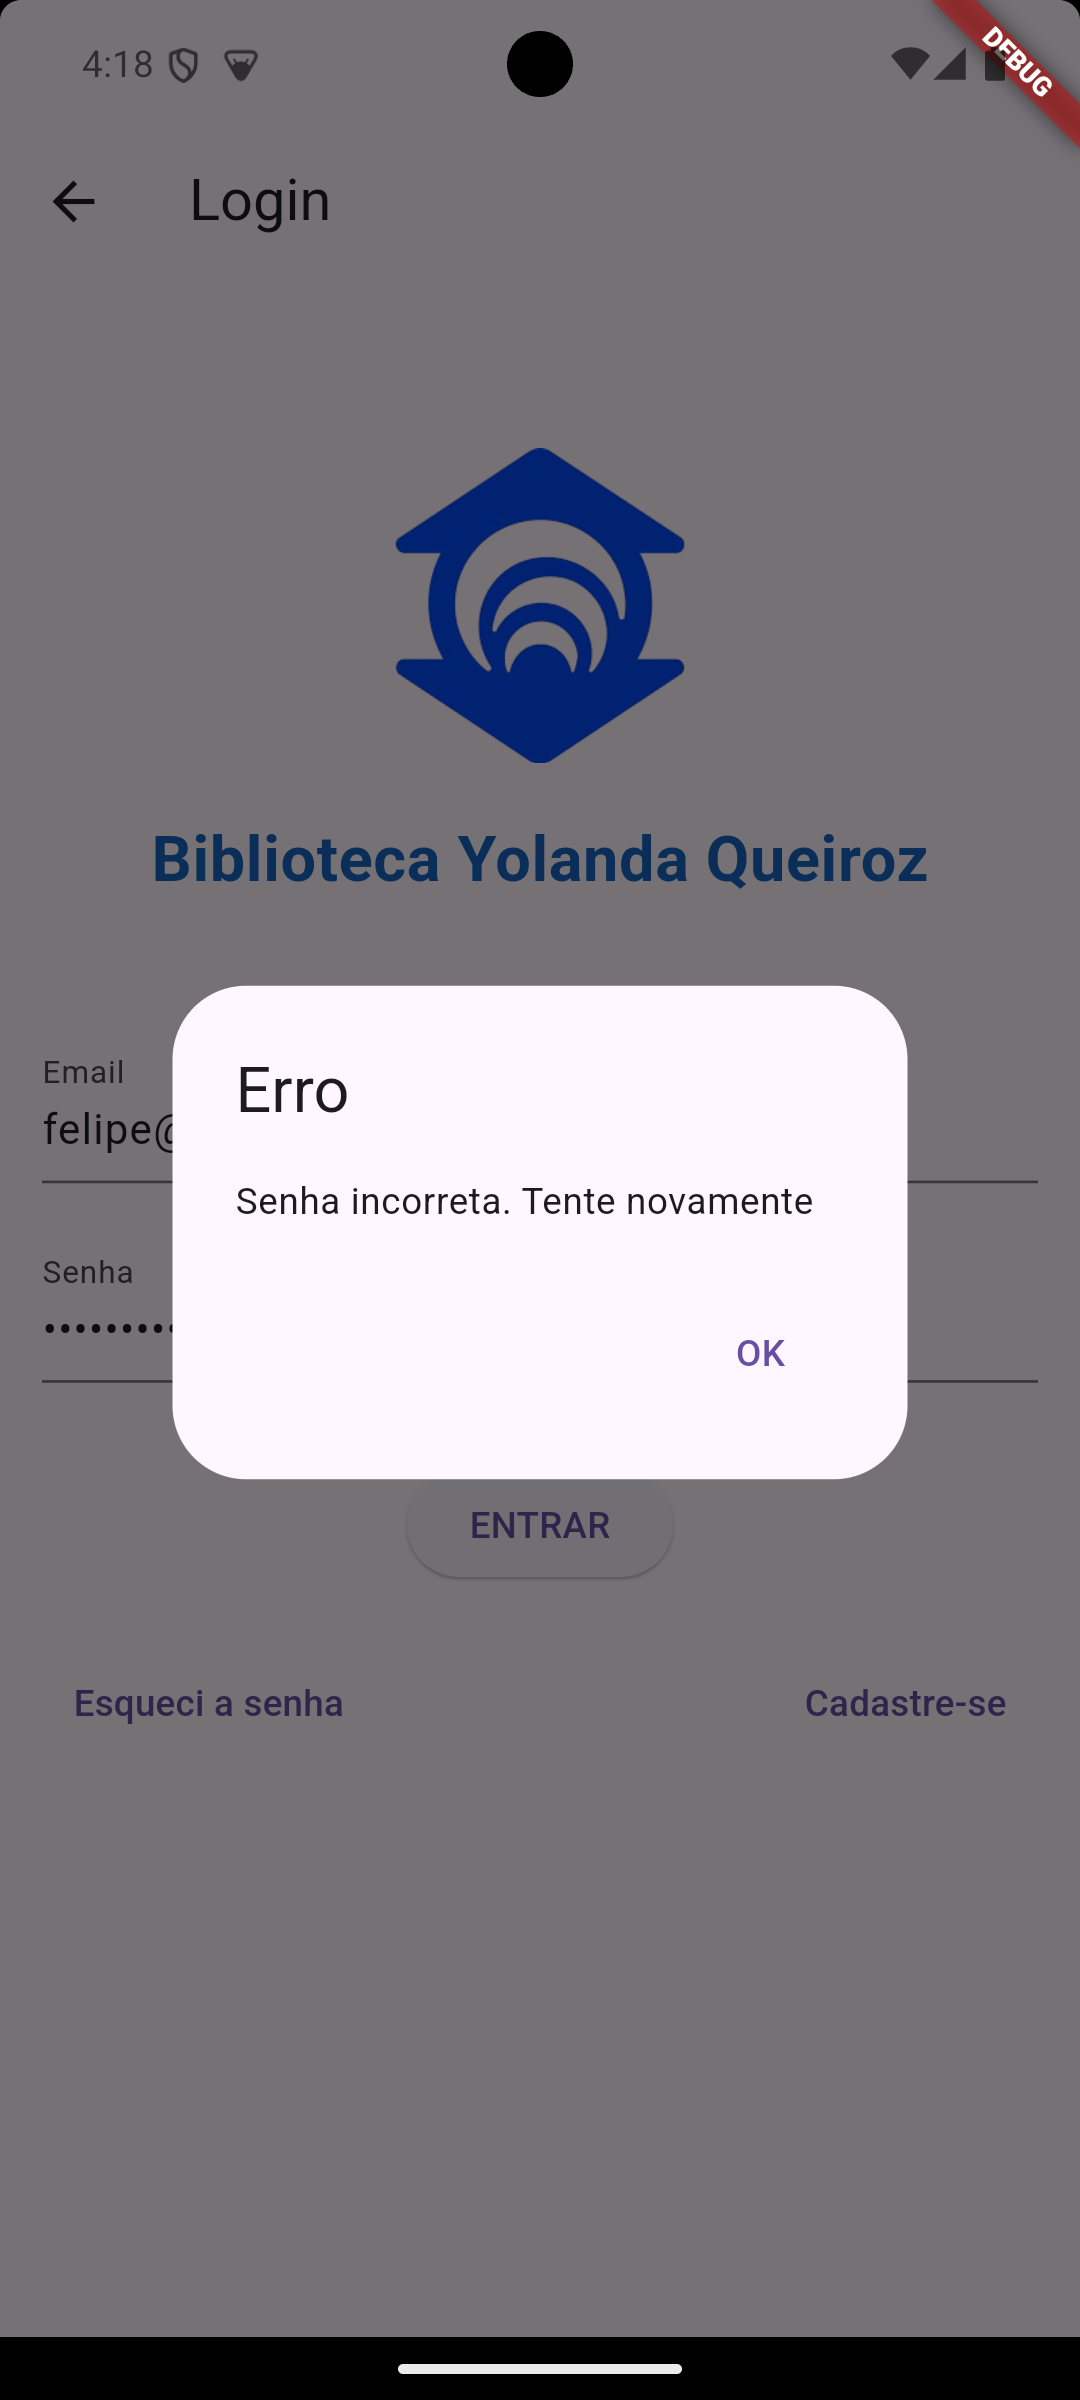 4:18
DEBUG
Login
Biblioteca Yolanda Queiroz
Email
felipe@
Erro
Senha incorreta. Tente novamente
Senha
OK
ENTRAR
Esqueci a senha
Cadastre-se